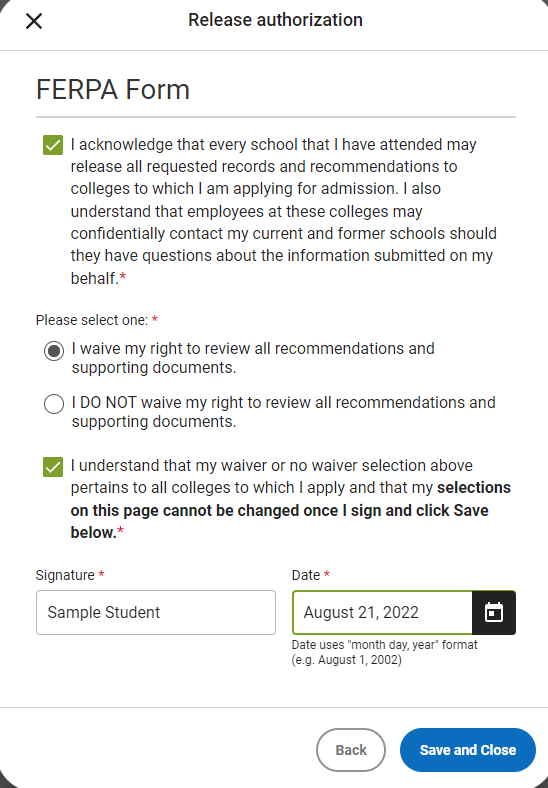 Release authorization
FERPA Form
I acknowledge that every school that I have attended may
release all requested records and recommendations to
colleges to which I am applying for admission. I also
understand that employees at these colleges may
confidentially contact my current and former schools should
they have questions about the information submitted on my
behalf.*
Please select one: *
I waive my right to review all recommendations and
supporting documents.
I DO NOT waive my right to review all recommendations and
supporting documents.
I understand that my waiver or no waiver selection above
pertains to all colleges to which I apply and that my selections
on this page cannot be changed once I sign and click Save
below.*
Signature *
Sample Student
Date *
August 21, 2022
Date uses "month day, year" format
(e.g. August 1, 2002)
Back
Save and Close